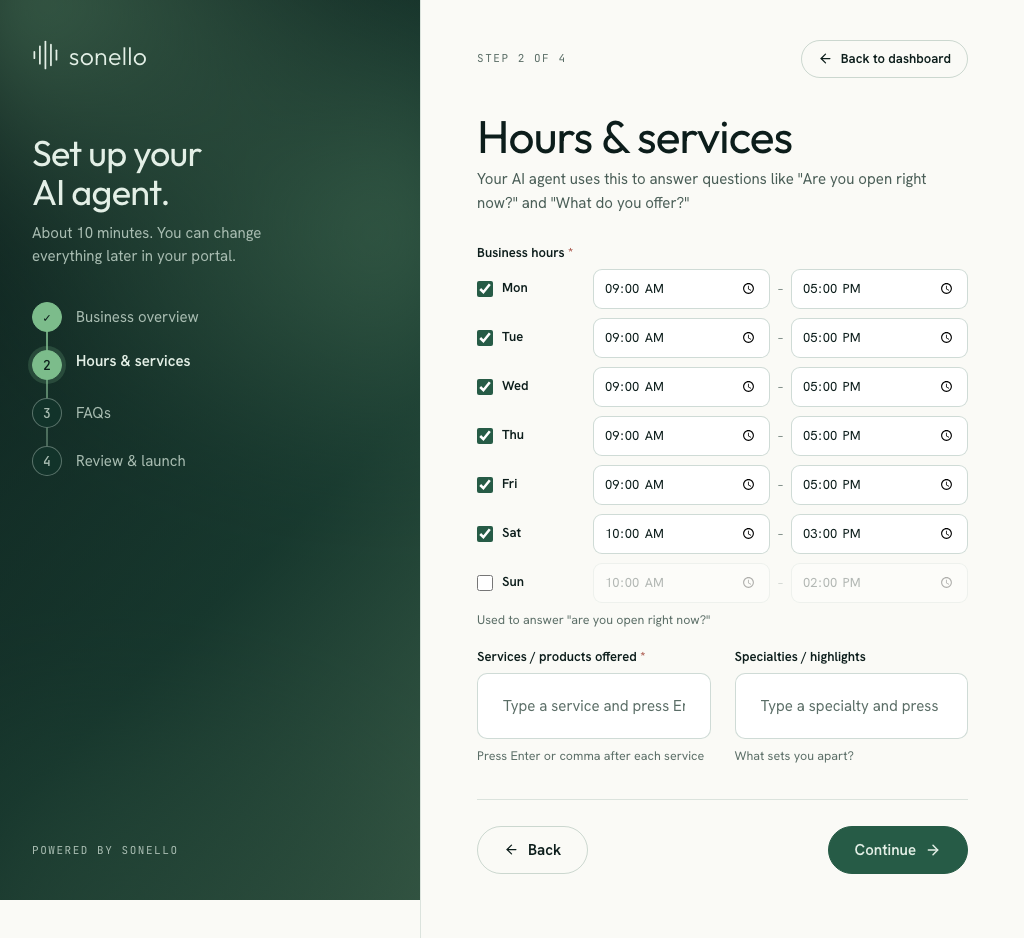 sonello
Set up your
AI agent.
About 10 minutes. You can change
everything later in your portal.
✓ Business overview
2 Hours & services
3 FAQs
4 Review & launch
POWERED BY SONELLO
STEP 2 OF 4
← Back to dashboard
Hours & services
Your AI agent uses this to answer questions like "Are you open right
now?" and "What do you offer?"
Business hours *
Mon 09:00 AM – 05:00 PM
Tue 09:00 AM – 05:00 PM
Wed 09:00 AM – 05:00 PM
Thu 09:00 AM – 05:00 PM
Fri 09:00 AM – 05:00 PM
Sat 10:00 AM – 03:00 PM
Sun 10:00 AM – 02:00 PM
Used to answer "are you open right now?"
Services / products offered *
Type a service and press
Press Enter or comma after each service
Specialties / highlights
Type a specialty and press
What sets you apart?
← Back
Continue →